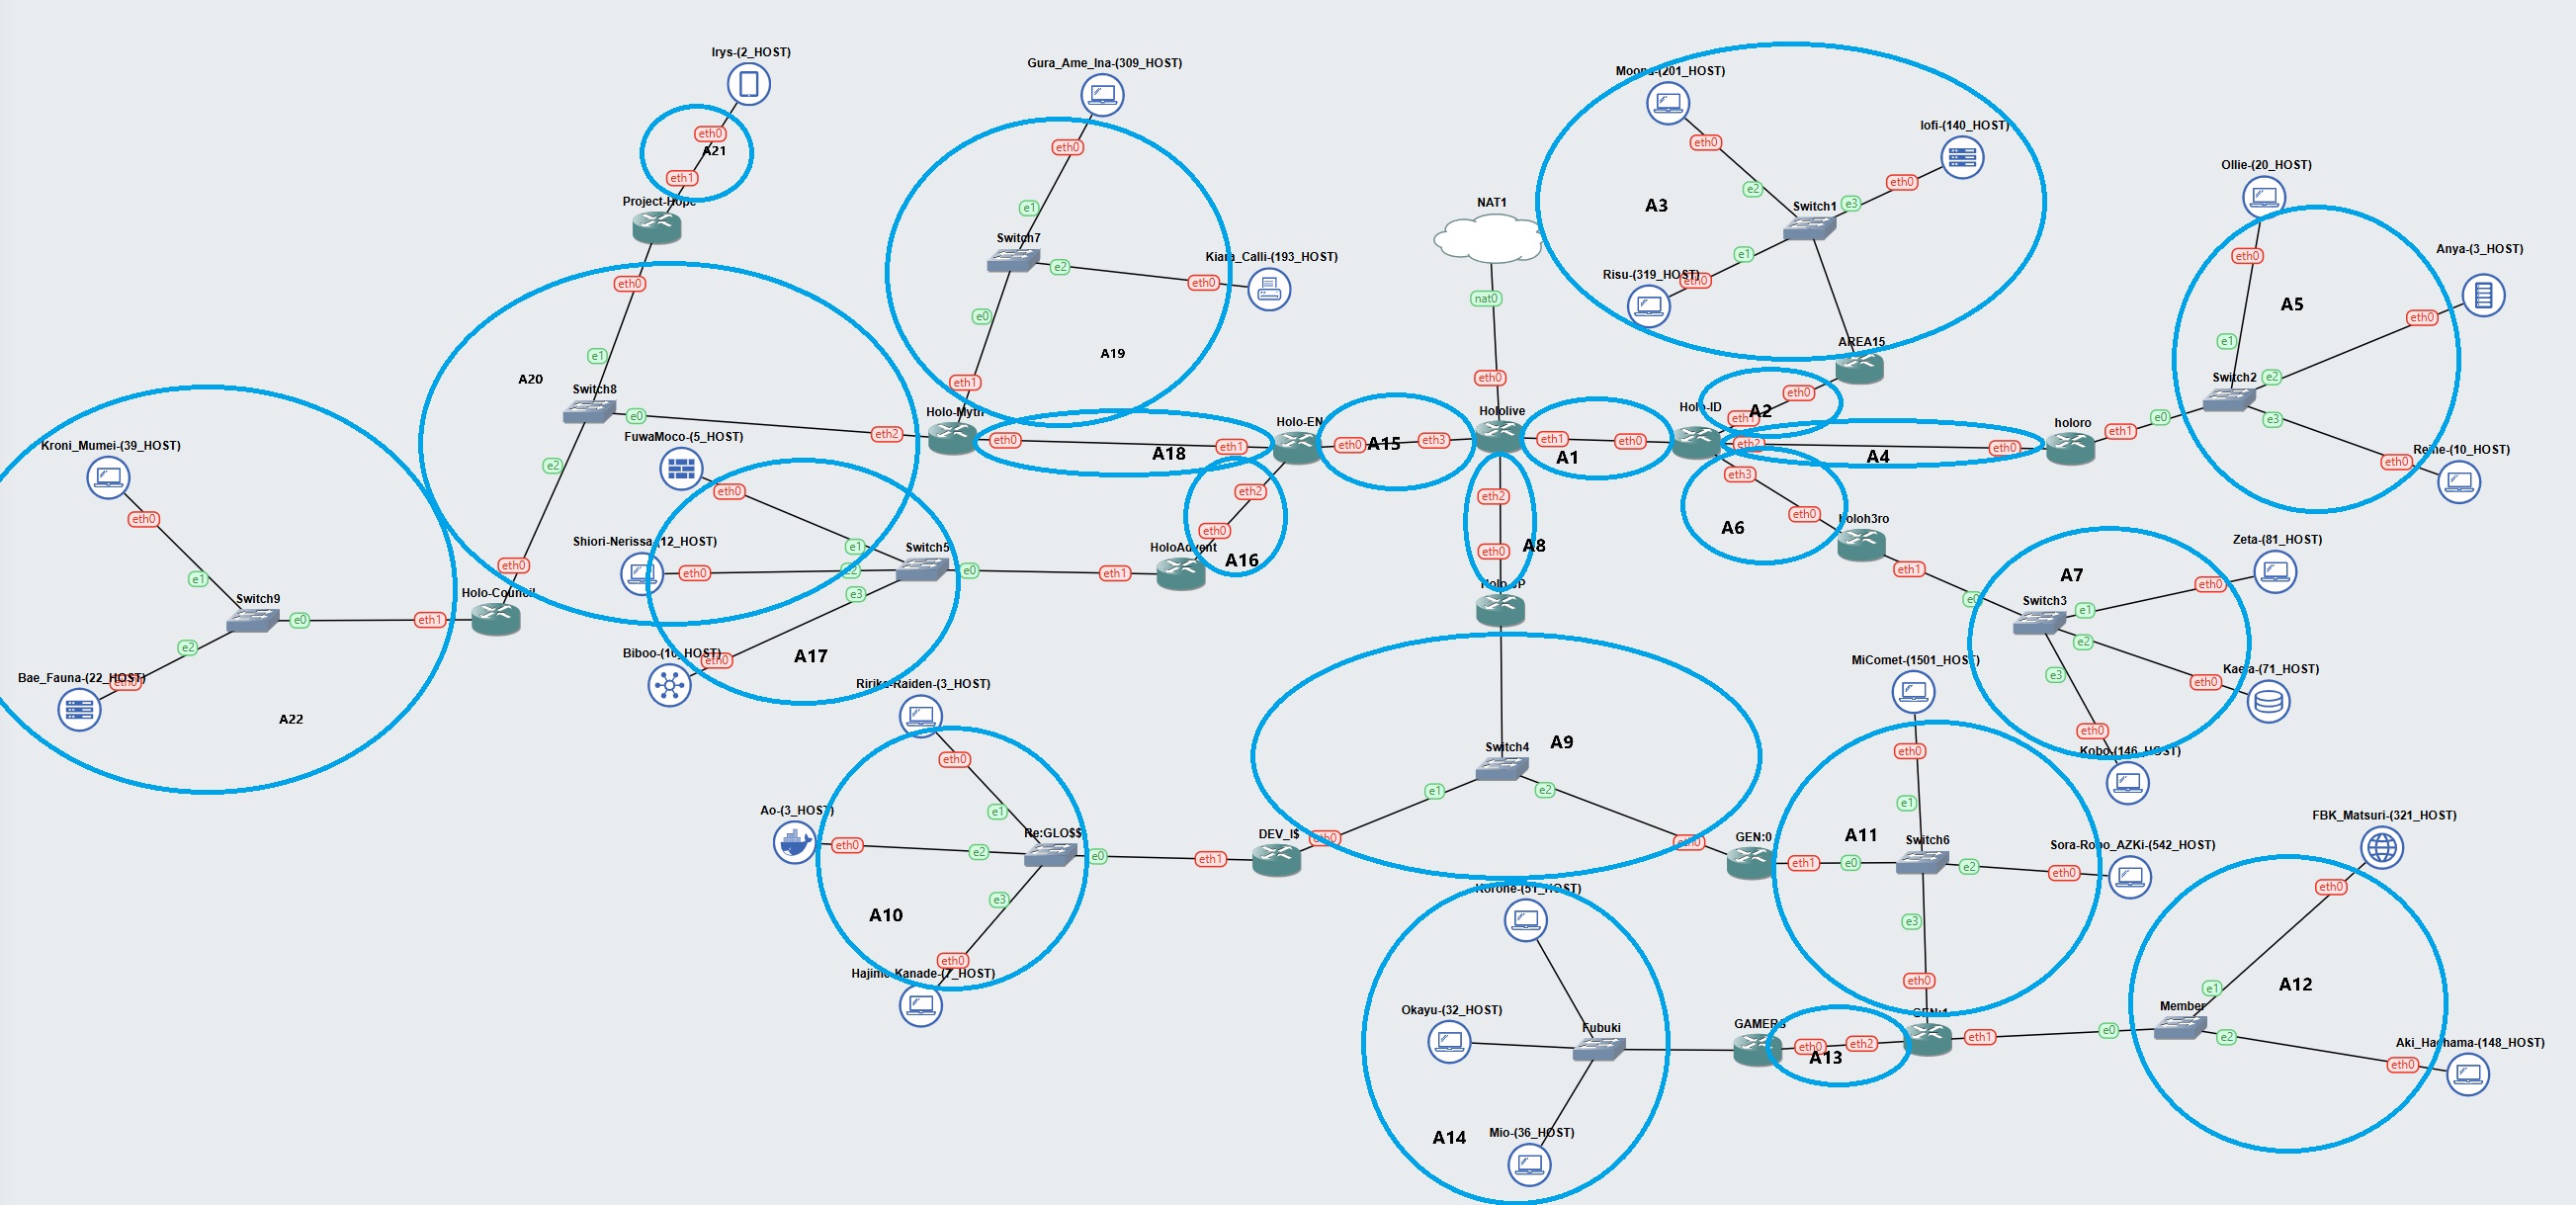 Irys-(2_HOST)
eth0
A21
eth1
Project-Hope
eth0
e1
A20
Switch8
e0
eth2
e2
eth0
Holo-Council
Gura_Ame_Ina-(309_HOST)
eth0
e1
Switch7
e2
eth0
Kiara_Calli-(193_HOST)
e0
A19
eth1
Holo-Myth
eth0
A18
eth1
Holo-EN
eth0
A15
eth3
Hololive
eth2
eth0
A16
HoloAdvent
NAT1
nat0
eth0
eth1
A1
eth0
Holo-ID
Moona-(201_HOST)
eth0
e2
Iofi-(140_HOST)
eth0
e3
Switch1
A3
e1
Risu-(319_HOST)
eth0
AREA15
eth0
eth1
A2
eth2
A4
eth0
holoro
eth1
e0
Switch2
Ollie-(20_HOST)
eth0
e1
Anya-(3_HOST)
eth0
e2
A5
e3
eth0
Reine-(10_HOST)
eth3
A6
eth0
Holoh3ro
eth1
e0
Switch3
A7
Zeta-(81_HOST)
eth0
e1
e2
eth0
Kaela-(71_HOST)
e3
eth0
Kobo-(146_HOST)
Kroni_Mumei-(39_HOST)
eth0
e1
Switch9
e0
eth1
e2
Bae_Fauna-(22_HOST)
eth0
A22
FuwaMoco-(5_HOST)
eth0
e1
Switch5
e0
eth1
Shiori-Nerissa-(12_HOST)
eth0
e2
e3
Biboo-(10_HOST)
eth0
A17
eth2
A8
eth0
Holo-JP
Switch4
A9
e1
e2
eth0
eth0
DEV_I$
GEN:0
Ririka-Raiden-(3_HOST)
eth0
e1
Ao-(3_HOST)
eth0
e2
Re:GLO$$
e0
eth1
e3
A10
eth0
Hajime-Kanade-(7_HOST)
MiComet-(1501_HOST)
eth0
e1
A11
eth1
e0
Switch6
e2
eth0
Sora-Robo_AZKi-(542_HOST)
e3
eth0
GEN:1
eth1
e0
Member
FBK_Matsuri-(321_HOST)
eth0
e1
A12
e2
eth0
Aki_Hachama-(148_HOST)
Korone-(51_HOST)
Okayu-(32_HOST)
Fubuki
GAMERS
eth0
eth2
A13
A14
Mio-(36_HOST)